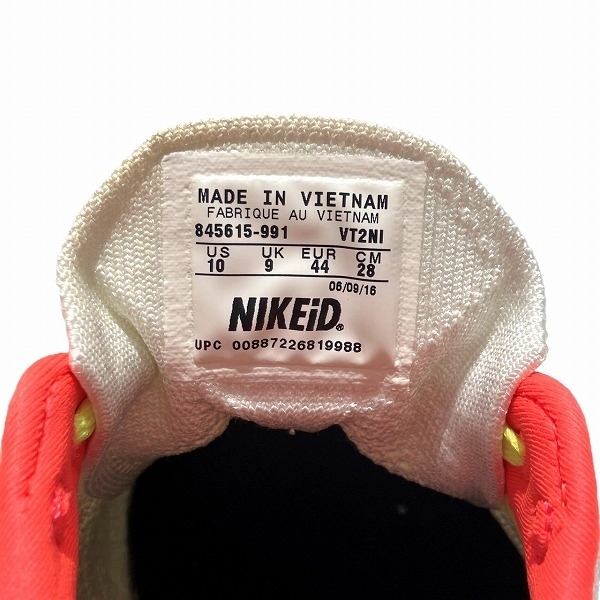 MADE IN VIETNAM
FABRIQUE AU VIETNAM
845615-991 VT2NI
US UK EUR CM
10 9 44 28
06/09/16
NIKEiD®
UPC 00887226819988